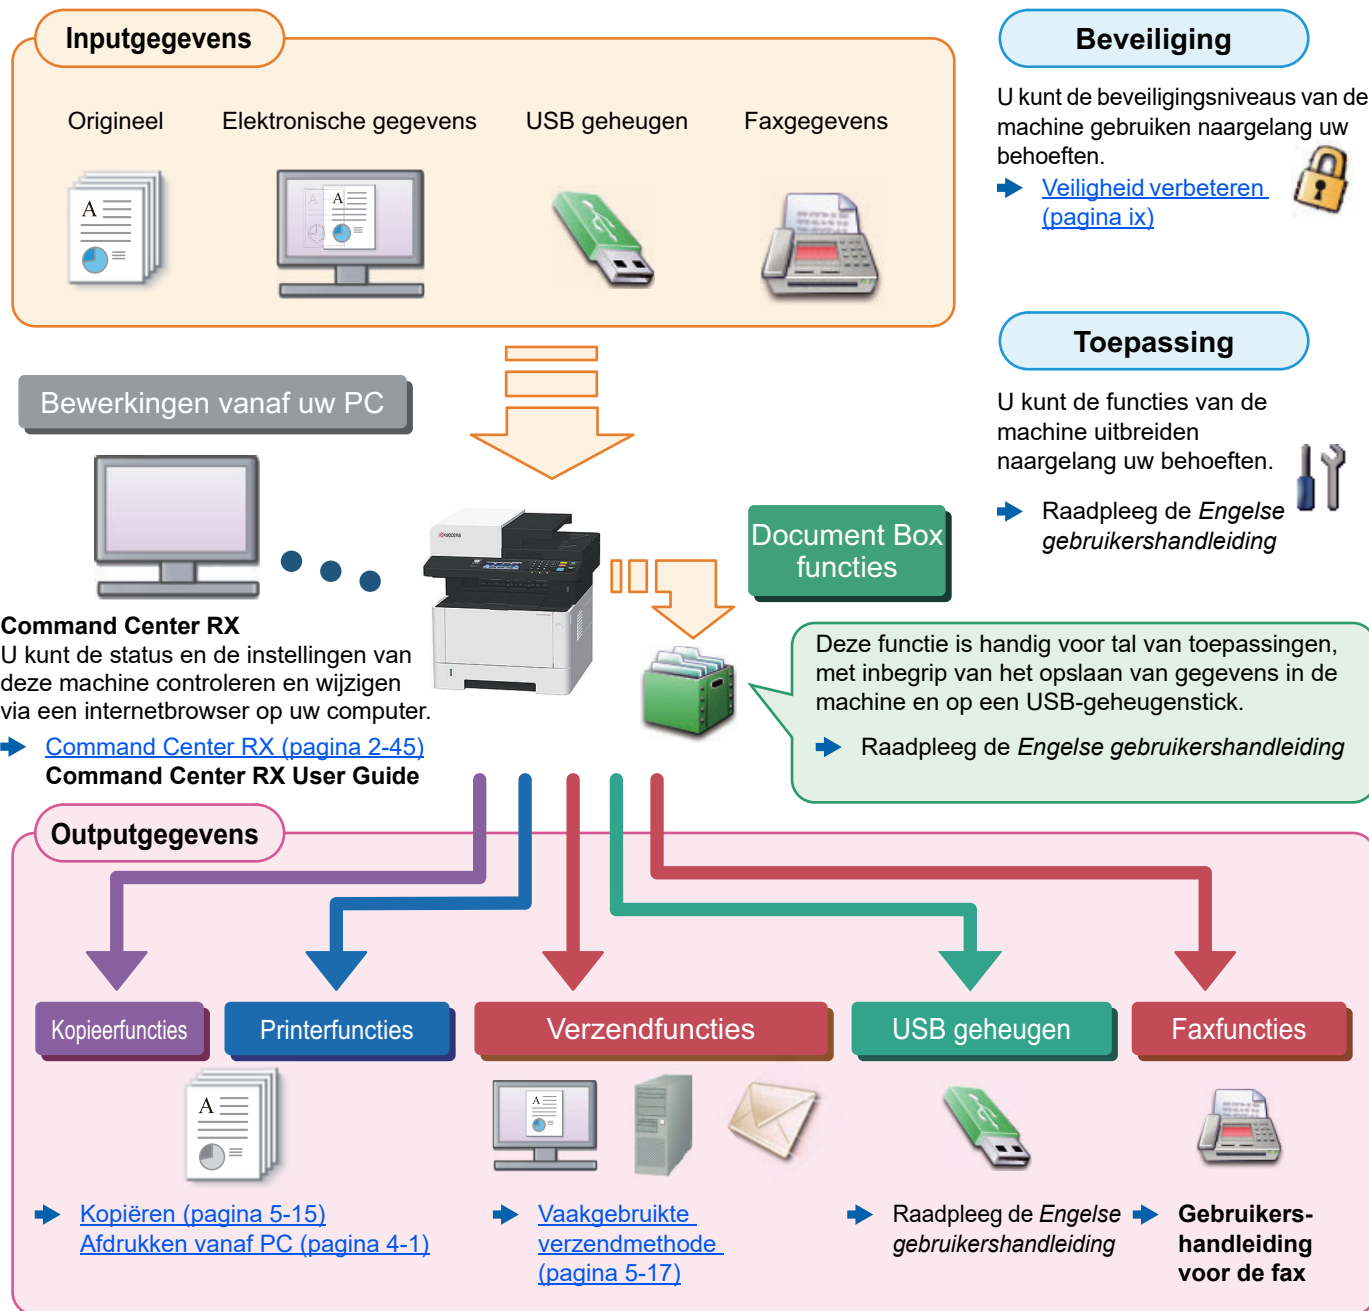 Inputgegevens
Origineel
Elektronische gegevens
USB geheugen
Faxgegevens
A
A
A
Beveiliging
U kunt de beveiligingsniveaus van de
machine gebruiken naargelang uw
behoeften.
Veiligheid verbeteren
(pagina ix)
Toepassing
U kunt de functies van de
machine uitbreiden
naargelang uw behoeften.
Raadpleeg de Engelse
gebruikershandleiding
Bewerkingen vanaf uw PC
KYOCERA
Document Box
functies
Command Center RX
U kunt de status en de instellingen van
deze machine controleren en wijzigen
via een internetbrowser op uw computer.
Command Center RX (pagina 2-45)
Command Center RX User Guide
Deze functie is handig voor tal van toepassingen,
met inbegrip van het opslaan van gegevens in de
machine en op een USB-geheugenstick.
Raadpleeg de Engelse gebruikershandleiding
Outputgegevens
Kopieerfuncties
Printerfuncties
Verzendfuncties
USB geheugen
Faxfuncties
A
A
Kopiëren (pagina 5-15)
Afdrukken vanaf PC (pagina 4-1)
Vaakgebruikte
verzendmethode
(pagina 5-17)
Raadpleeg de Engelse
gebruikershandleiding
Gebruikers-
handleiding
voor de fax